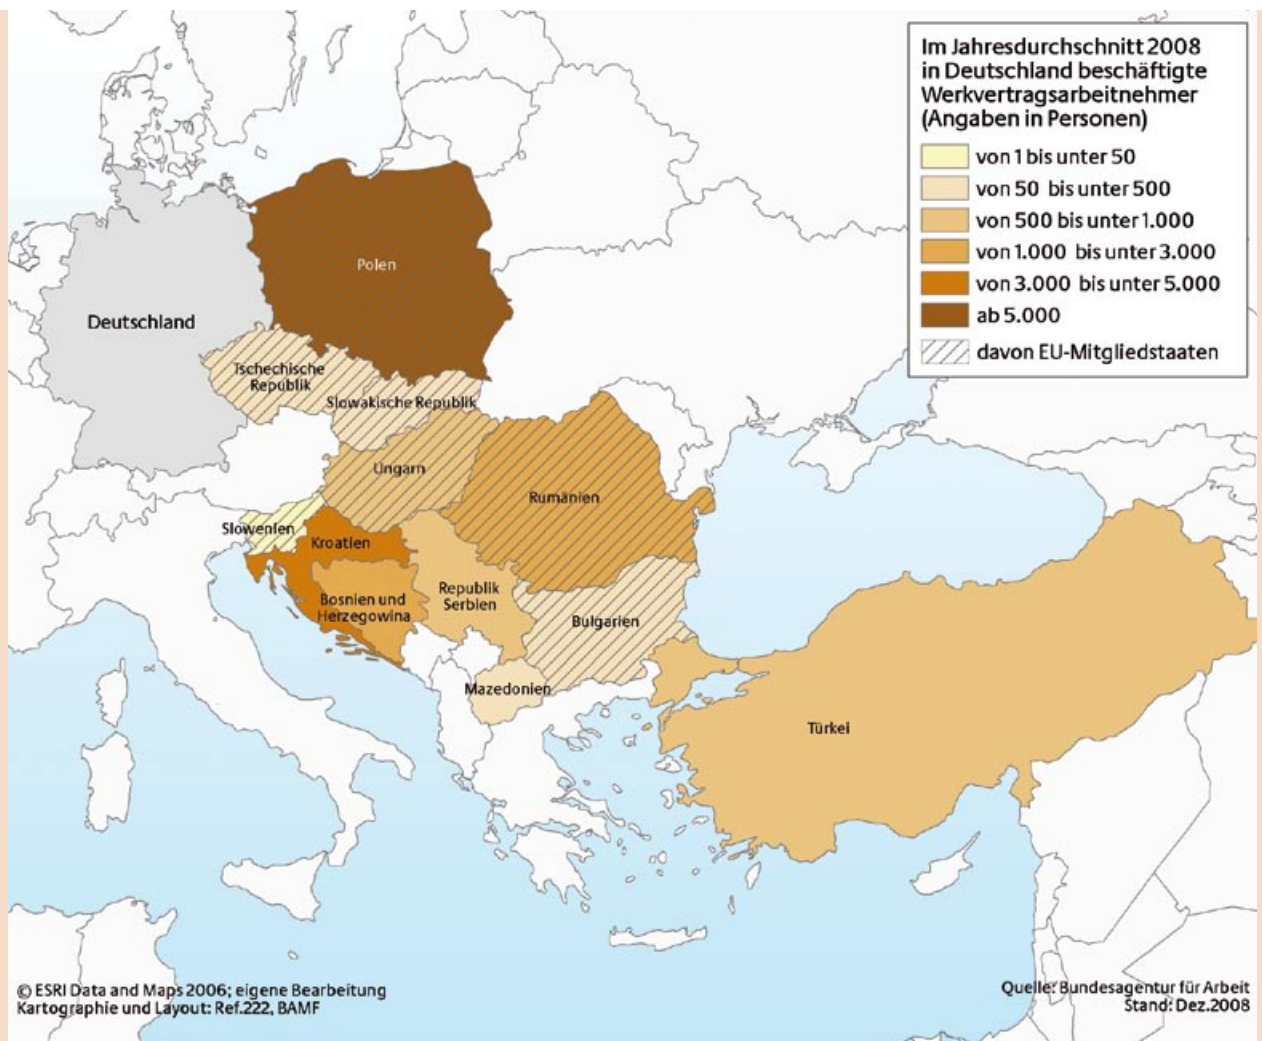 Im Jahresdurchschnitt 2008
in Deutschland beschäftigte
Werkvertragsarbeitnehmer
(Angaben in Personen)
von 1 bis unter 50
von 50 bis unter 500
von 500 bis unter 1.000
von 1.000 bis unter 3.000
von 3.000 bis unter 5.000
ab 5.000
davon EU-Mitgliedstaaten
Polen
Deutschland
Tschechische
Republik
Slowakische Republik
Ungarn
Rumänien
Slowenien
Kroatien
Bosnien und
Herzegowina
Republik
Serbien
Bulgarien
Mazedonien
Türkei
© ESRI Data and Maps 2006; eigene Bearbeitung
Kartographie und Layout: Ref.222, BAMF
Quelle: Bundesagentur für Arbeit
Stand: Dez.2008